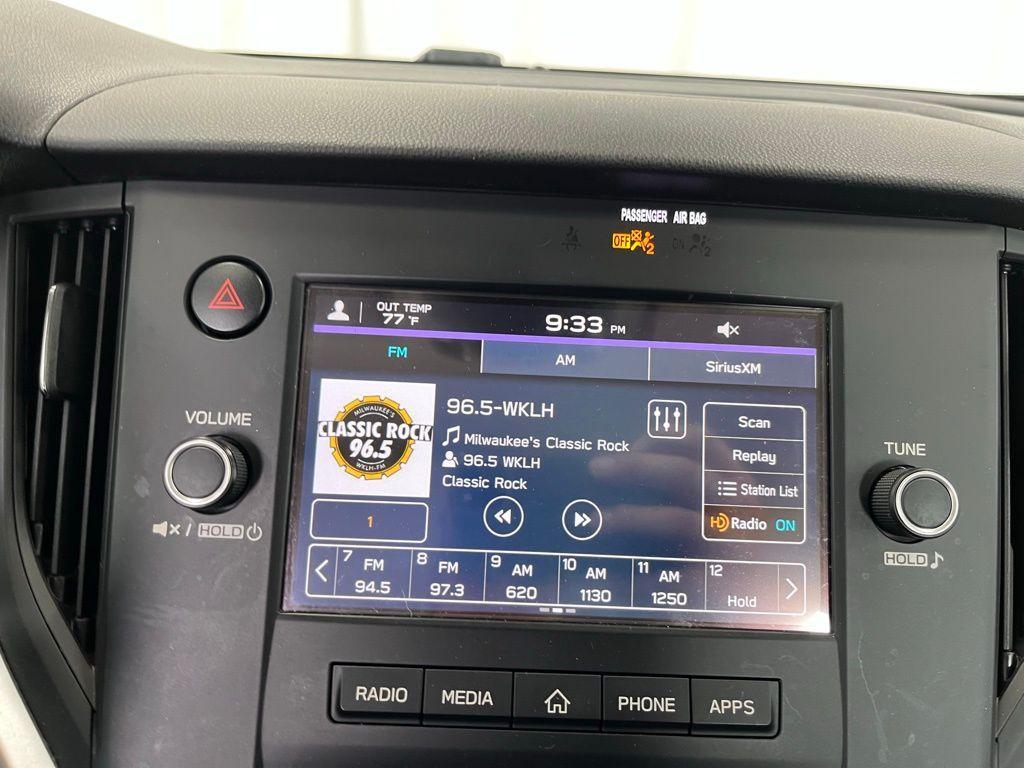 PASSENGER AIR BAG
OFF 2 ON 2
OUT TEMP
77 °F
9:33 PM
FM AM SiriusXM
MILWAUKEE'S
CLASSIC ROCK
96.5
WKLH-FM
96.5-WKLH
Milwaukee's Classic Rock
96.5 WKLH
Classic Rock
Scan
Replay
Station List
HD Radio ON
1
7 FM 94.5
8 FM 97.3
9 AM 620
10 AM 1130
11 AM 1250
12 Hold
VOLUME
/ HOLD
TUNE
HOLD
RADIO MEDIA PHONE APPS